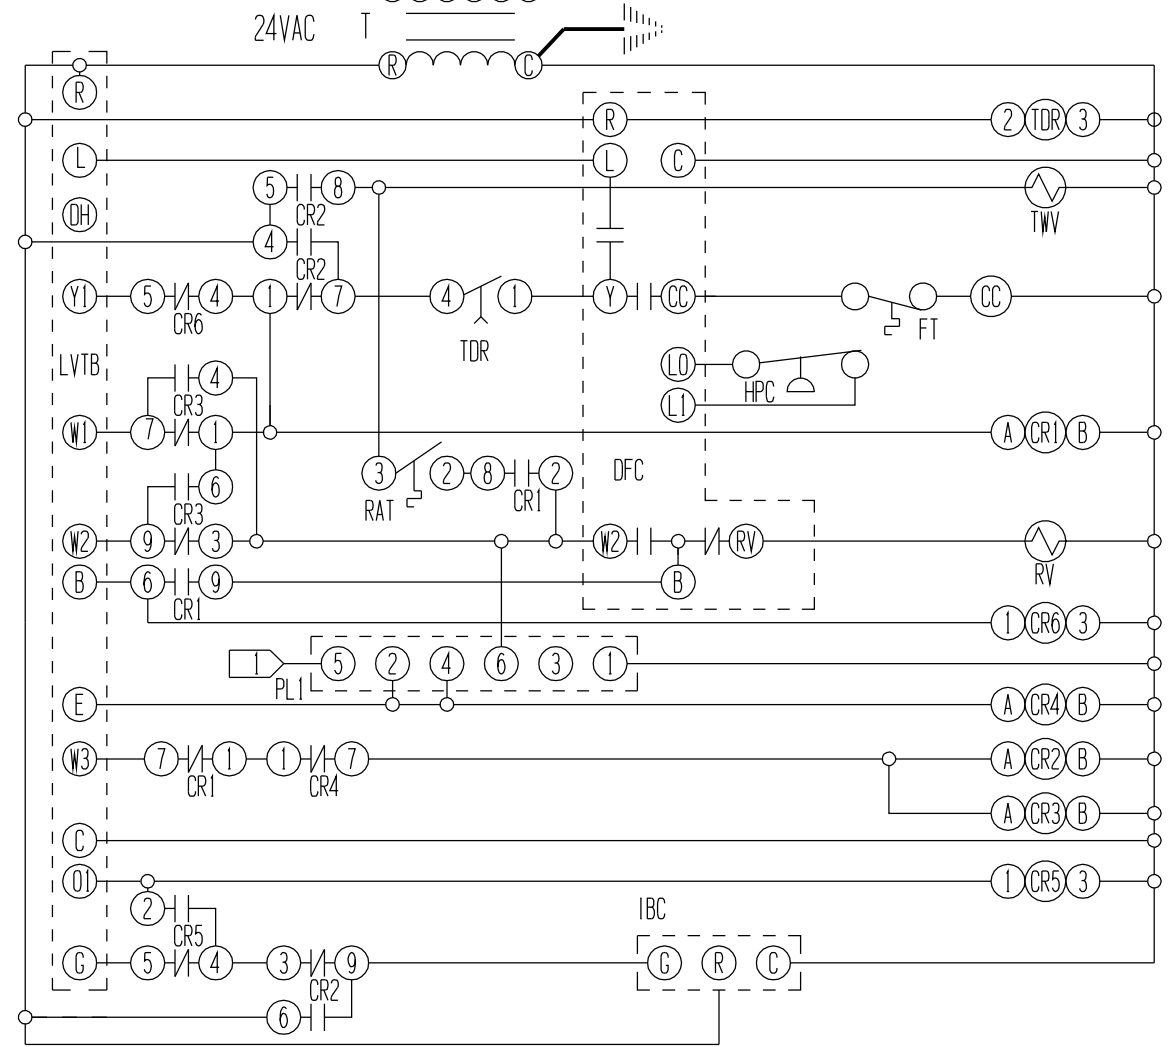 24VAC T
R C
R
R 2 TDR 3
L L C
5 8
CR2 TWV
DH
4
CR2
Y1 5 4 1 7 4 1 Y CC CC
CR6 TDR FT
LVTB L0
HPC
4
CR3 L1
W1 7 1 A CR1 B
3 2 8 2 DFC
CR1
6 RAT
CR3
W2 9 3 W2 RV
RV
B 6 9 B
CR1
1 CR6 3
1 5 2 4 6 3 1
PL1
E A CR4 B
W3 7 1 1 7 A CR2 B
CR1 CR4
A CR3 B
C
O1 1 CR5 3
2 IBC
CR5
G 5 4 3 9 G R C
CR2
6